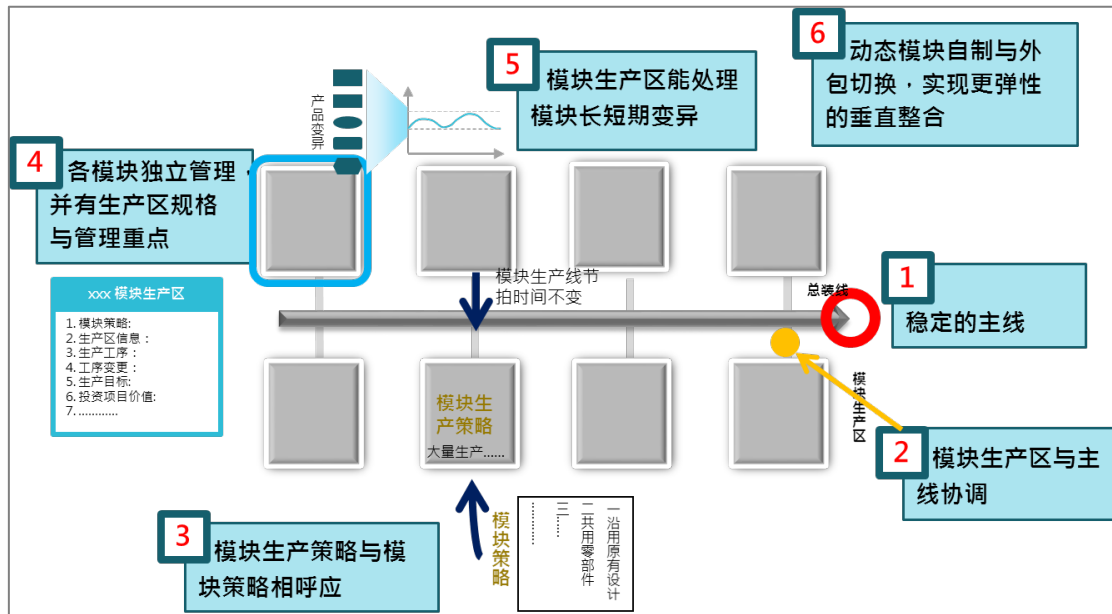 6
动态模块自制与外
包切换，实现更弹性
的垂直整合
5
模块生产区能处理
模块长短期变异
产品变异
4
各模块独立管理，
并有生产区规格
与管理重点
模块生产线节
拍时间不变
总装线
1
稳定的主线
xxx 模块生产区
1. 模块策略:
2. 生产区信息：
3. 生产工序：
4. 工序变更：
5. 生产目标:
6. 投资项目价值:
7. …………
模块生
产策略
大量生产……
模块生产区
2
模块生产区与主
线协调
3
模块生产策略与模
块策略相呼应
模块策略
一沿用原有设计
二共用零部件
三……
…………